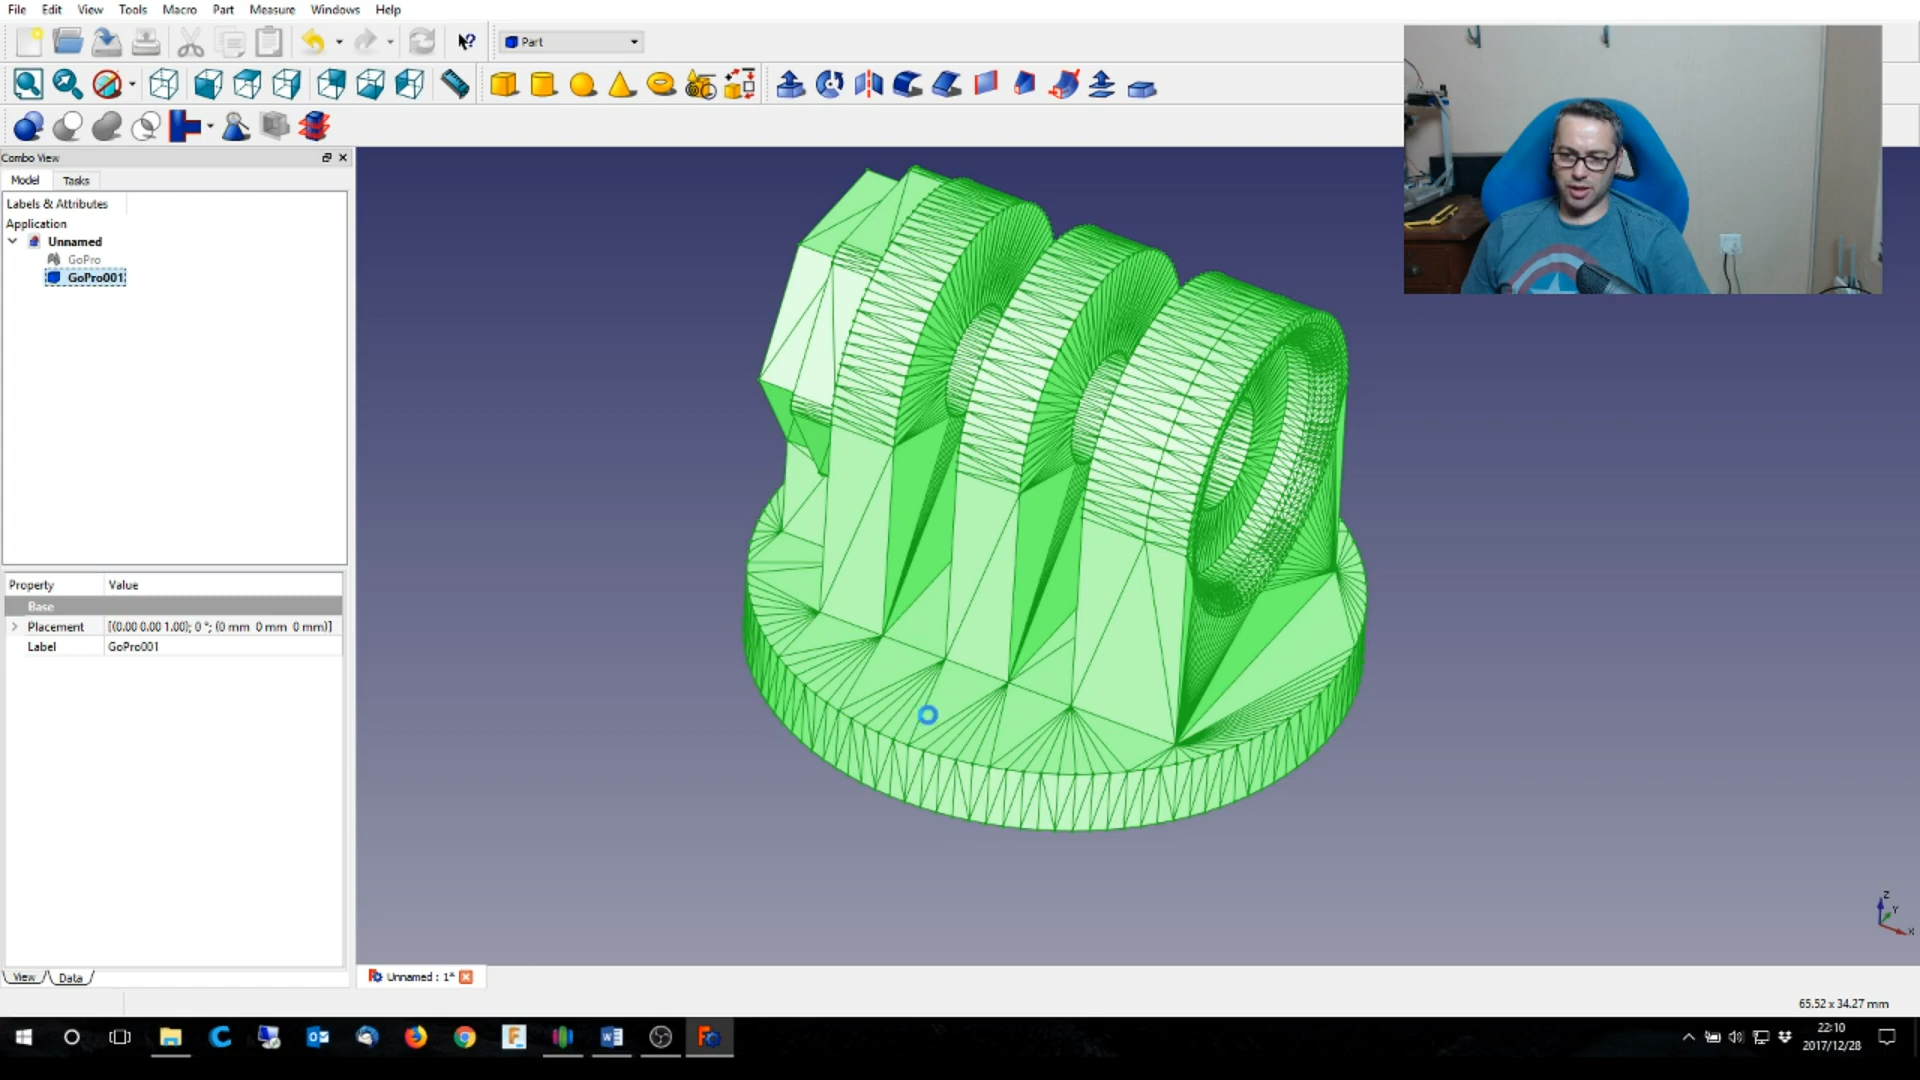 File Edit View Tools Macro Part Measure Windows Help
Part
Combo View
Model Tasks
Labels & Attributes
Application
Unnamed
GoPro
GoPro001
Property Value
Base
Placement [(0.00 0.00 1.00); 0 °; (0 mm 0 mm 0 mm)]
Label GoPro001
View Data
Unnamed : 1*
Z
Y
X
65.52 x 34.27 mm
22:10
2017/12/28